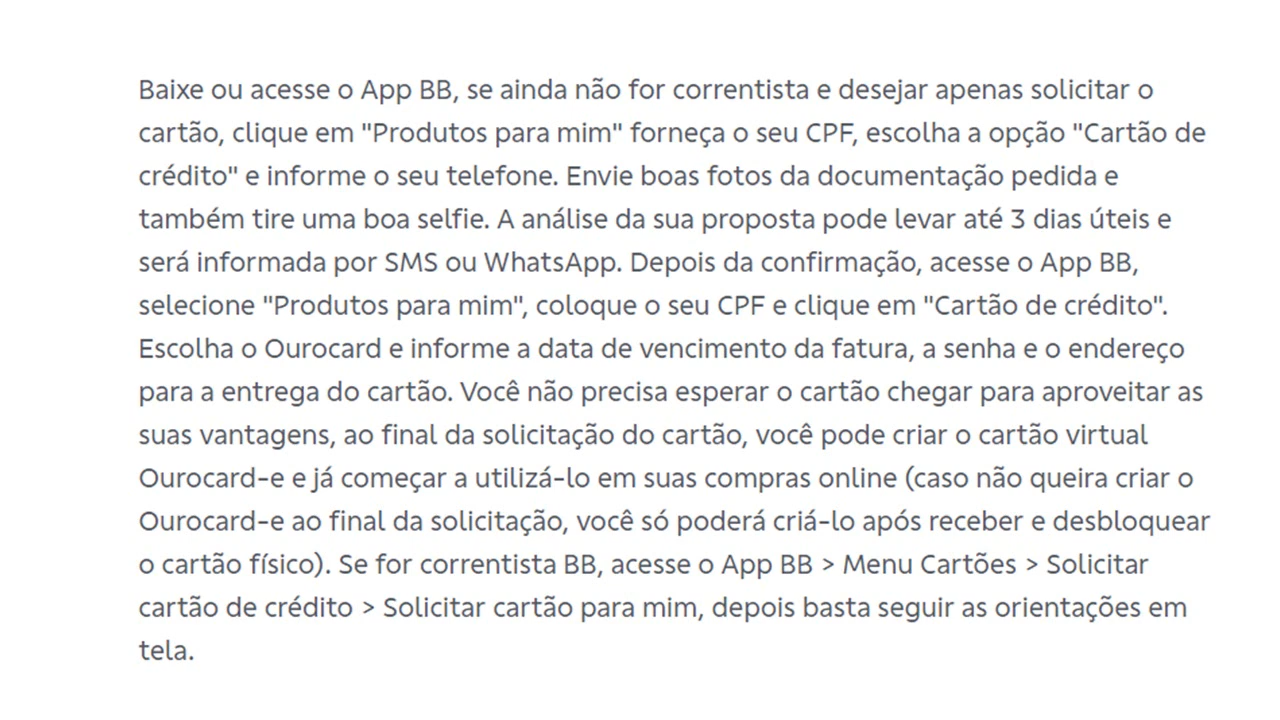 Baixe ou acesse o App BB, se ainda não for correntista e desejar apenas solicitar o
cartão, clique em "Produtos para mim" forneça o seu CPF, escolha a opção "Cartão de
crédito" e informe o seu telefone. Envie boas fotos da documentação pedida e
também tire uma boa selfie. A análise da sua proposta pode levar até 3 dias úteis e
será informada por SMS ou WhatsApp. Depois da confirmação, acesse o App BB,
selecione "Produtos para mim", coloque o seu CPF e clique em "Cartão de crédito".
Escolha o Ourocard e informe a data de vencimento da fatura, a senha e o endereço
para a entrega do cartão. Você não precisa esperar o cartão chegar para aproveitar as
suas vantagens, ao final da solicitação do cartão, você pode criar o cartão virtual
Ourocard-e e já começar a utilizá-lo em suas compras online (caso não queira criar o
Ourocard-e ao final da solicitação, você só poderá criá-lo após receber e desbloquear
o cartão físico). Se for correntista BB, acesse o App BB > Menu Cartões > Solicitar
cartão de crédito > Solicitar cartão para mim, depois basta seguir as orientações em
tela.